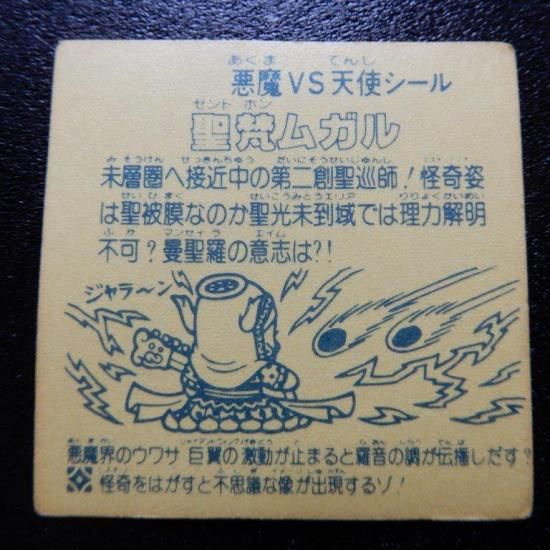 あくま てんし
悪魔VS天使シール
セント ホン
聖梵ムガル
みそうけん せっきんちゅう だいにそうせいじゅんし
未層圏へ接近中の第二創聖巡師！怪奇姿
せいひまく せいこうみとうエリア りりょくかいめい
は聖被膜なのか聖光未到域では理力解明
ふか マンセイラ エイム
不可？曼聖羅の意志は?!
ジャラ〜ン
あくまかい
悪魔界のウワサ 巨翼の激動が止まると羅音の調が伝播しだす？
怪奇をはがすと不思議な像が出現するゾ！